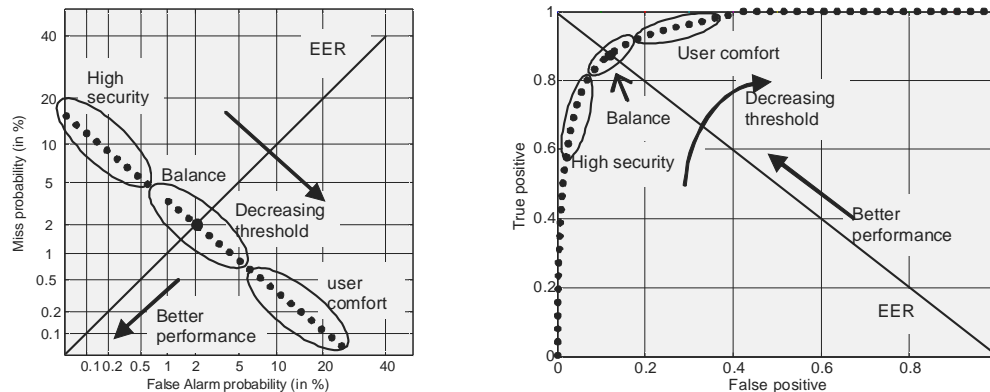 40
20
10
5
2
1
0.5
0.2
0.1
Miss probability (in %)
EER
High
security
Balance
Decreasing
threshold
user
comfort
Better
performance
0.1 0.2 0.5 1 2 5 10 20 40
False Alarm probability (in %)
1
0.8
0.6
0.4
0.2
0
True positive
User comfort
Decreasing
threshold
Balance
High security
Better
performance
EER
0 0.2 0.4 0.6 0.8
False positive